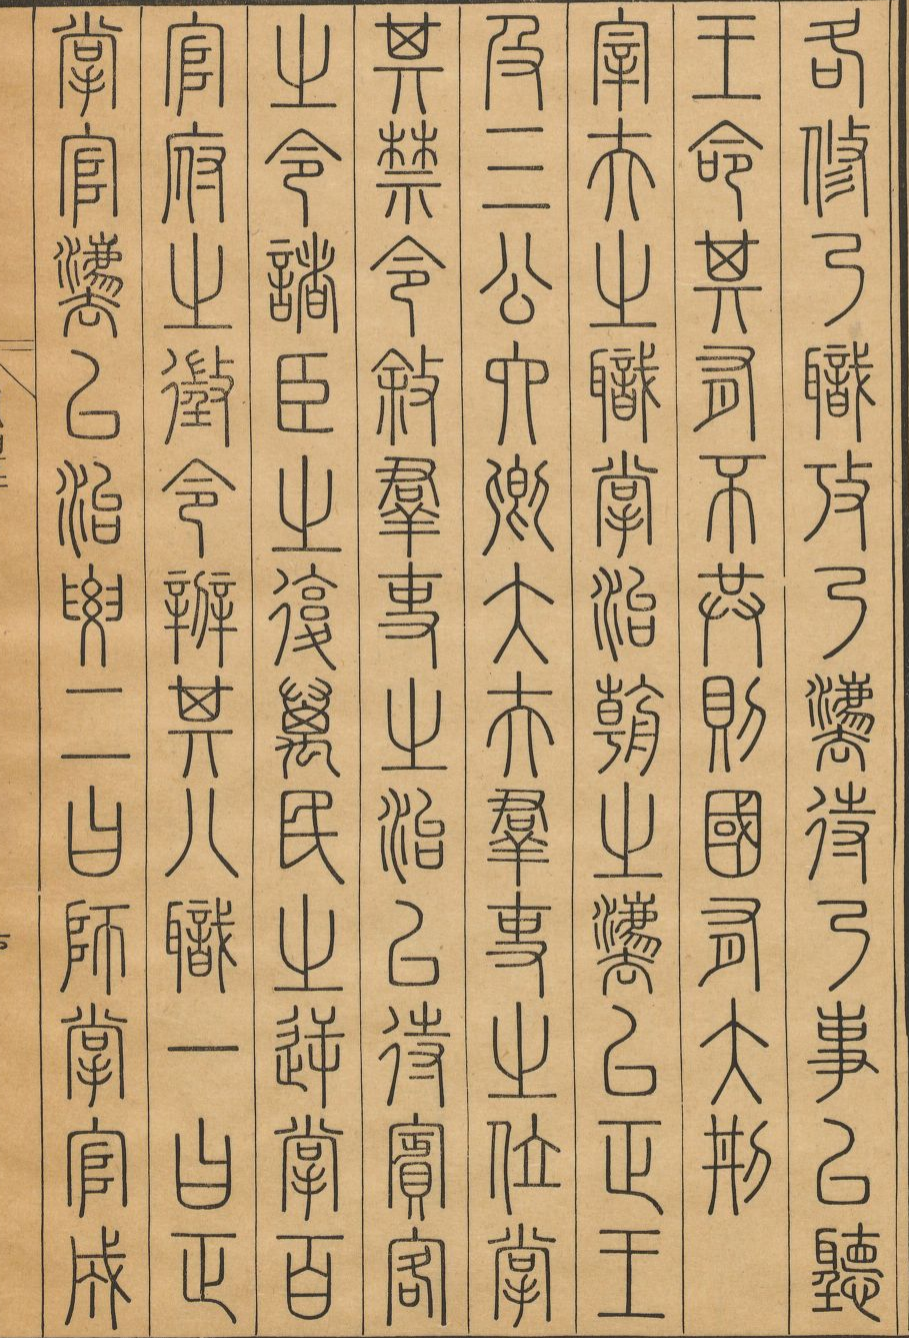 各修乃職攷乃灋待乃事以聽
王命其有不共則國有大刑
宰夫之職掌治朝之灋以正王
及三公六卿大夫羣吏之位掌
其禁令敘羣吏之治以待賓客
之令諸臣之復萬民之逆掌百
官府之徵令辨其八職一曰正
掌官灋以治要二曰師掌官成